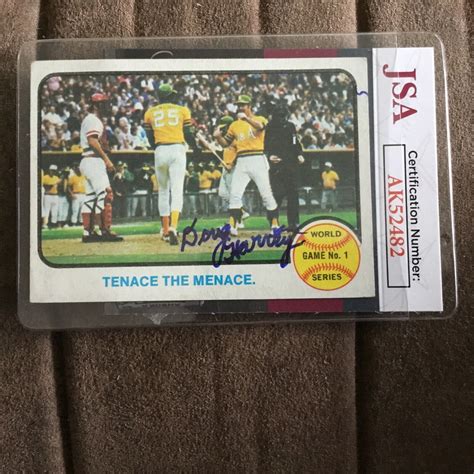 25
Doug
Harvey
WORLD
GAME No. 1
SERIES
TENACE THE MENACE.
JSA
Certification Number:
AK52482